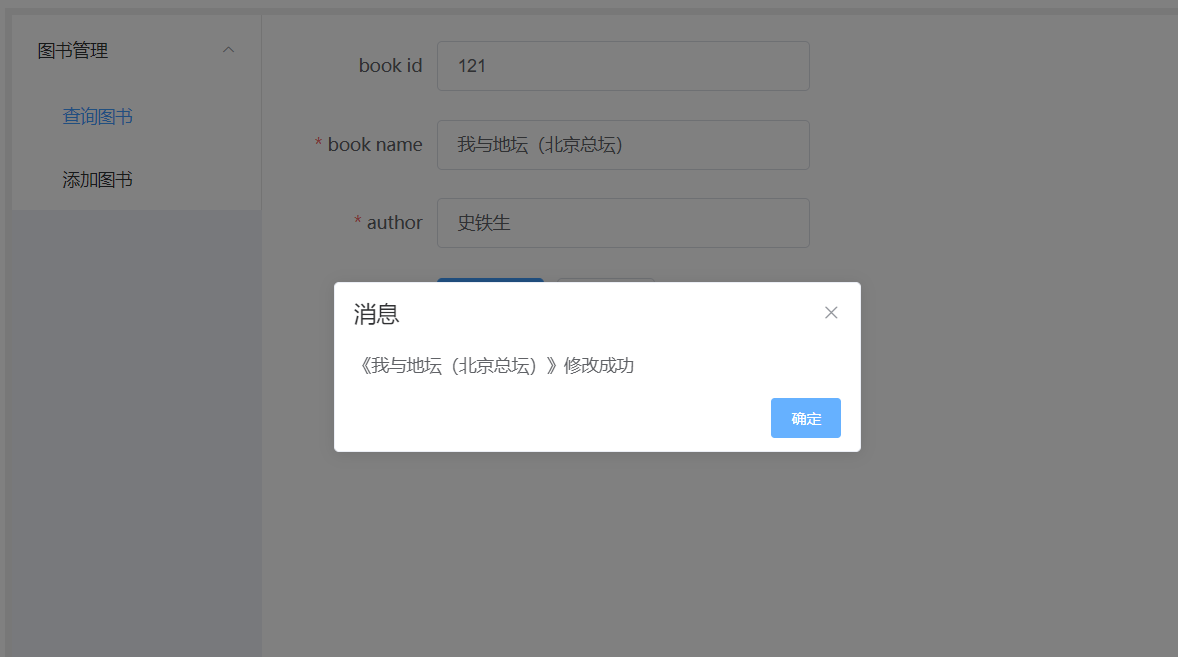 图书管理
查询图书
添加图书
book id
121
* book name
我与地坛（北京总坛）
* author
史铁生
消息
《我与地坛（北京总坛）》修改成功
确定